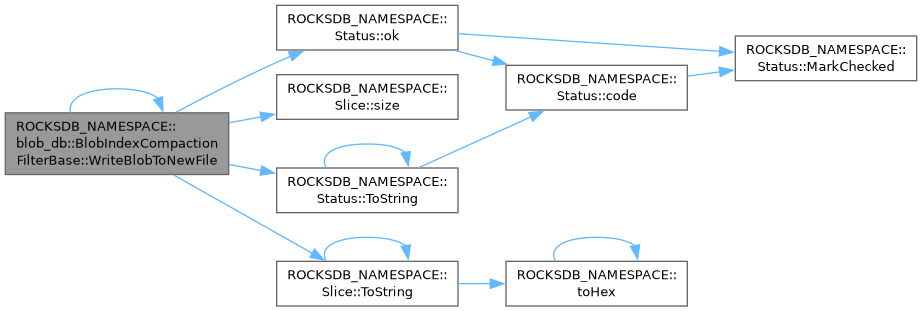 ROCKSDB_NAMESPACE::
blob_db::BlobIndexCompaction
FilterBase::WriteBlobToNewFile
ROCKSDB_NAMESPACE::
Status::ok
ROCKSDB_NAMESPACE::
Slice::size
ROCKSDB_NAMESPACE::
Status::ToString
ROCKSDB_NAMESPACE::
Slice::ToString
ROCKSDB_NAMESPACE::
Status::code
ROCKSDB_NAMESPACE::
toHex
ROCKSDB_NAMESPACE::
Status::MarkChecked